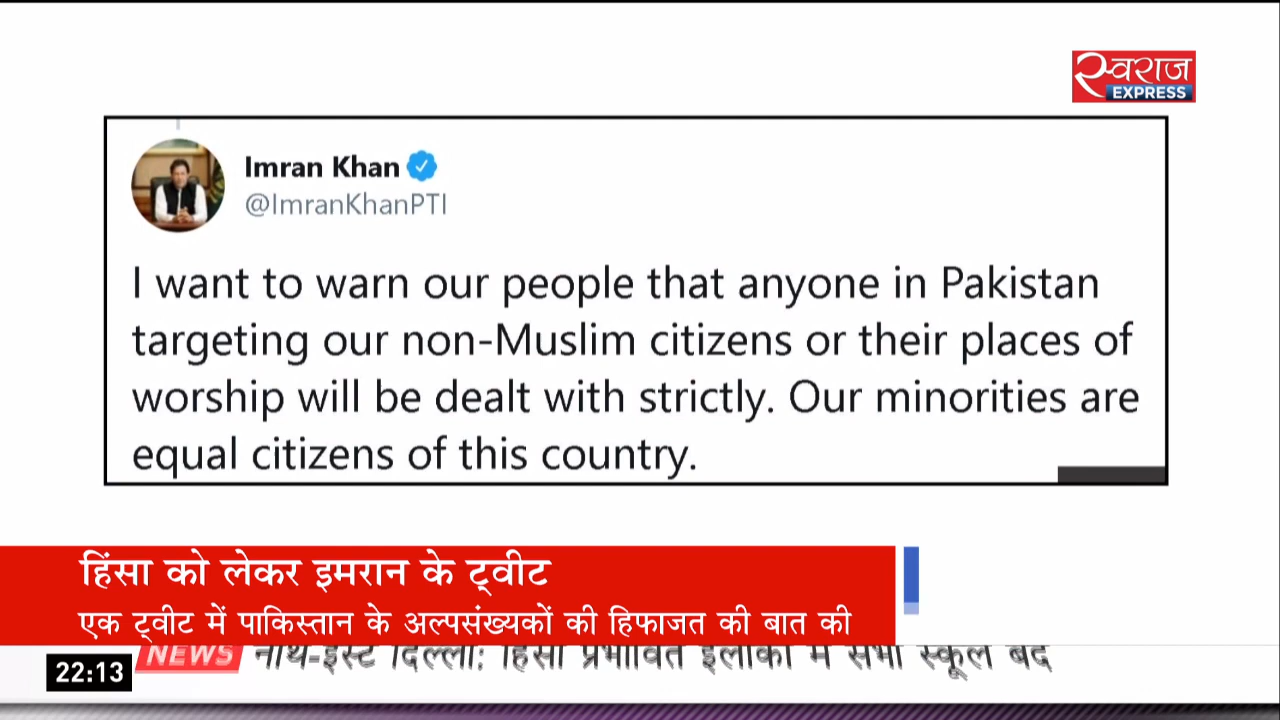 स्वराज
EXPRESS
Imran Khan
@ImranKhanPTI
I want to warn our people that anyone in Pakistan
targeting our non-Muslim citizens or their places of
worship will be dealt with strictly. Our minorities are
equal citizens of this country.
हिंसा को लेकर इमरान के ट्वीट
एक ट्वीट में पाकिस्तान के अल्पसंख्यकों की हिफाजत की बात की
NEWS नॉर्थ-ईस्ट दिल्ली: हिंसा प्रभावित इलाकों में सभी स्कूल बंद
22:13